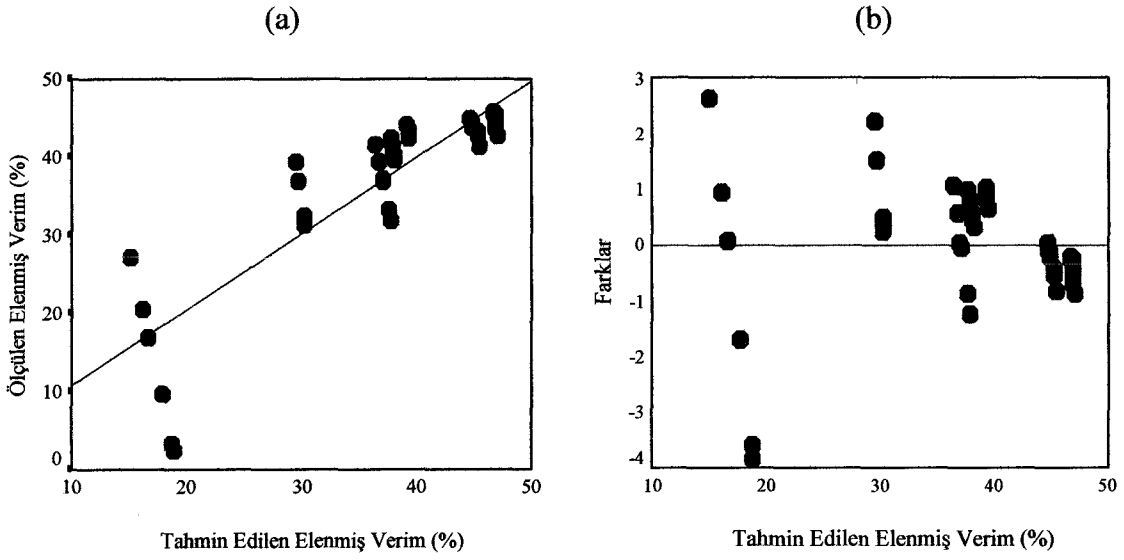 (a)
50
40
30
20
10
0
Ölçülen Elenmiş Verim (%)
10 20 30 40 50
Tahmin Edilen Elenmiş Verim (%)
(b)
3
2
1
0
-1
-2
-3
-4
Farklar
10 20 30 40 50
Tahmin Edilen Elenmiş Verim (%)